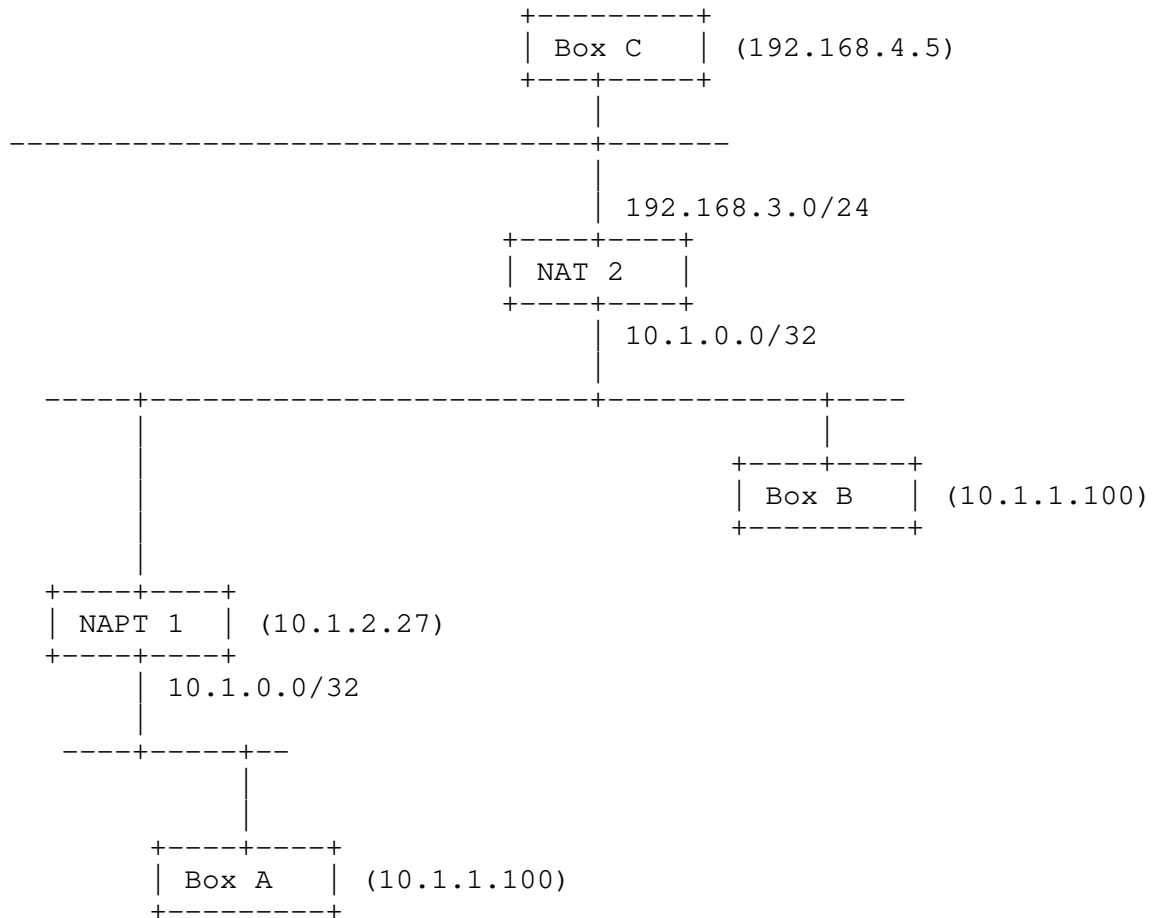 Box C (192.168.4.5)
192.168.3.0/24
NAT 2
10.1.0.0/32
Box B (10.1.1.100)
NAPT 1 (10.1.2.27)
10.1.0.0/32
Box A (10.1.1.100)